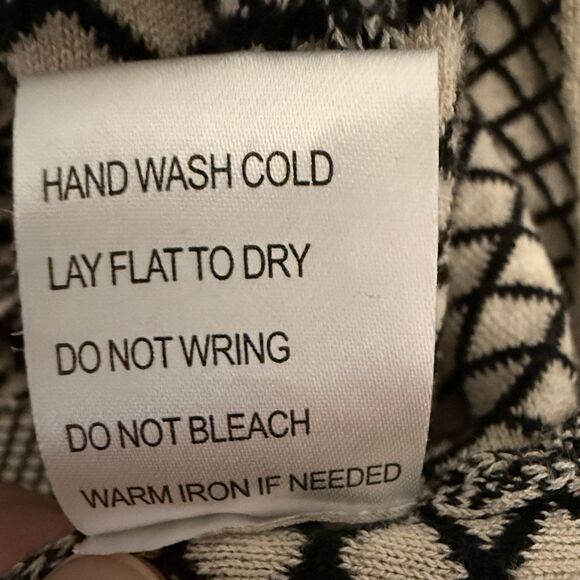 HAND WASH COLD
LAY FLAT TO DRY
DO NOT WRING
DO NOT BLEACH
WARM IRON IF NEEDED